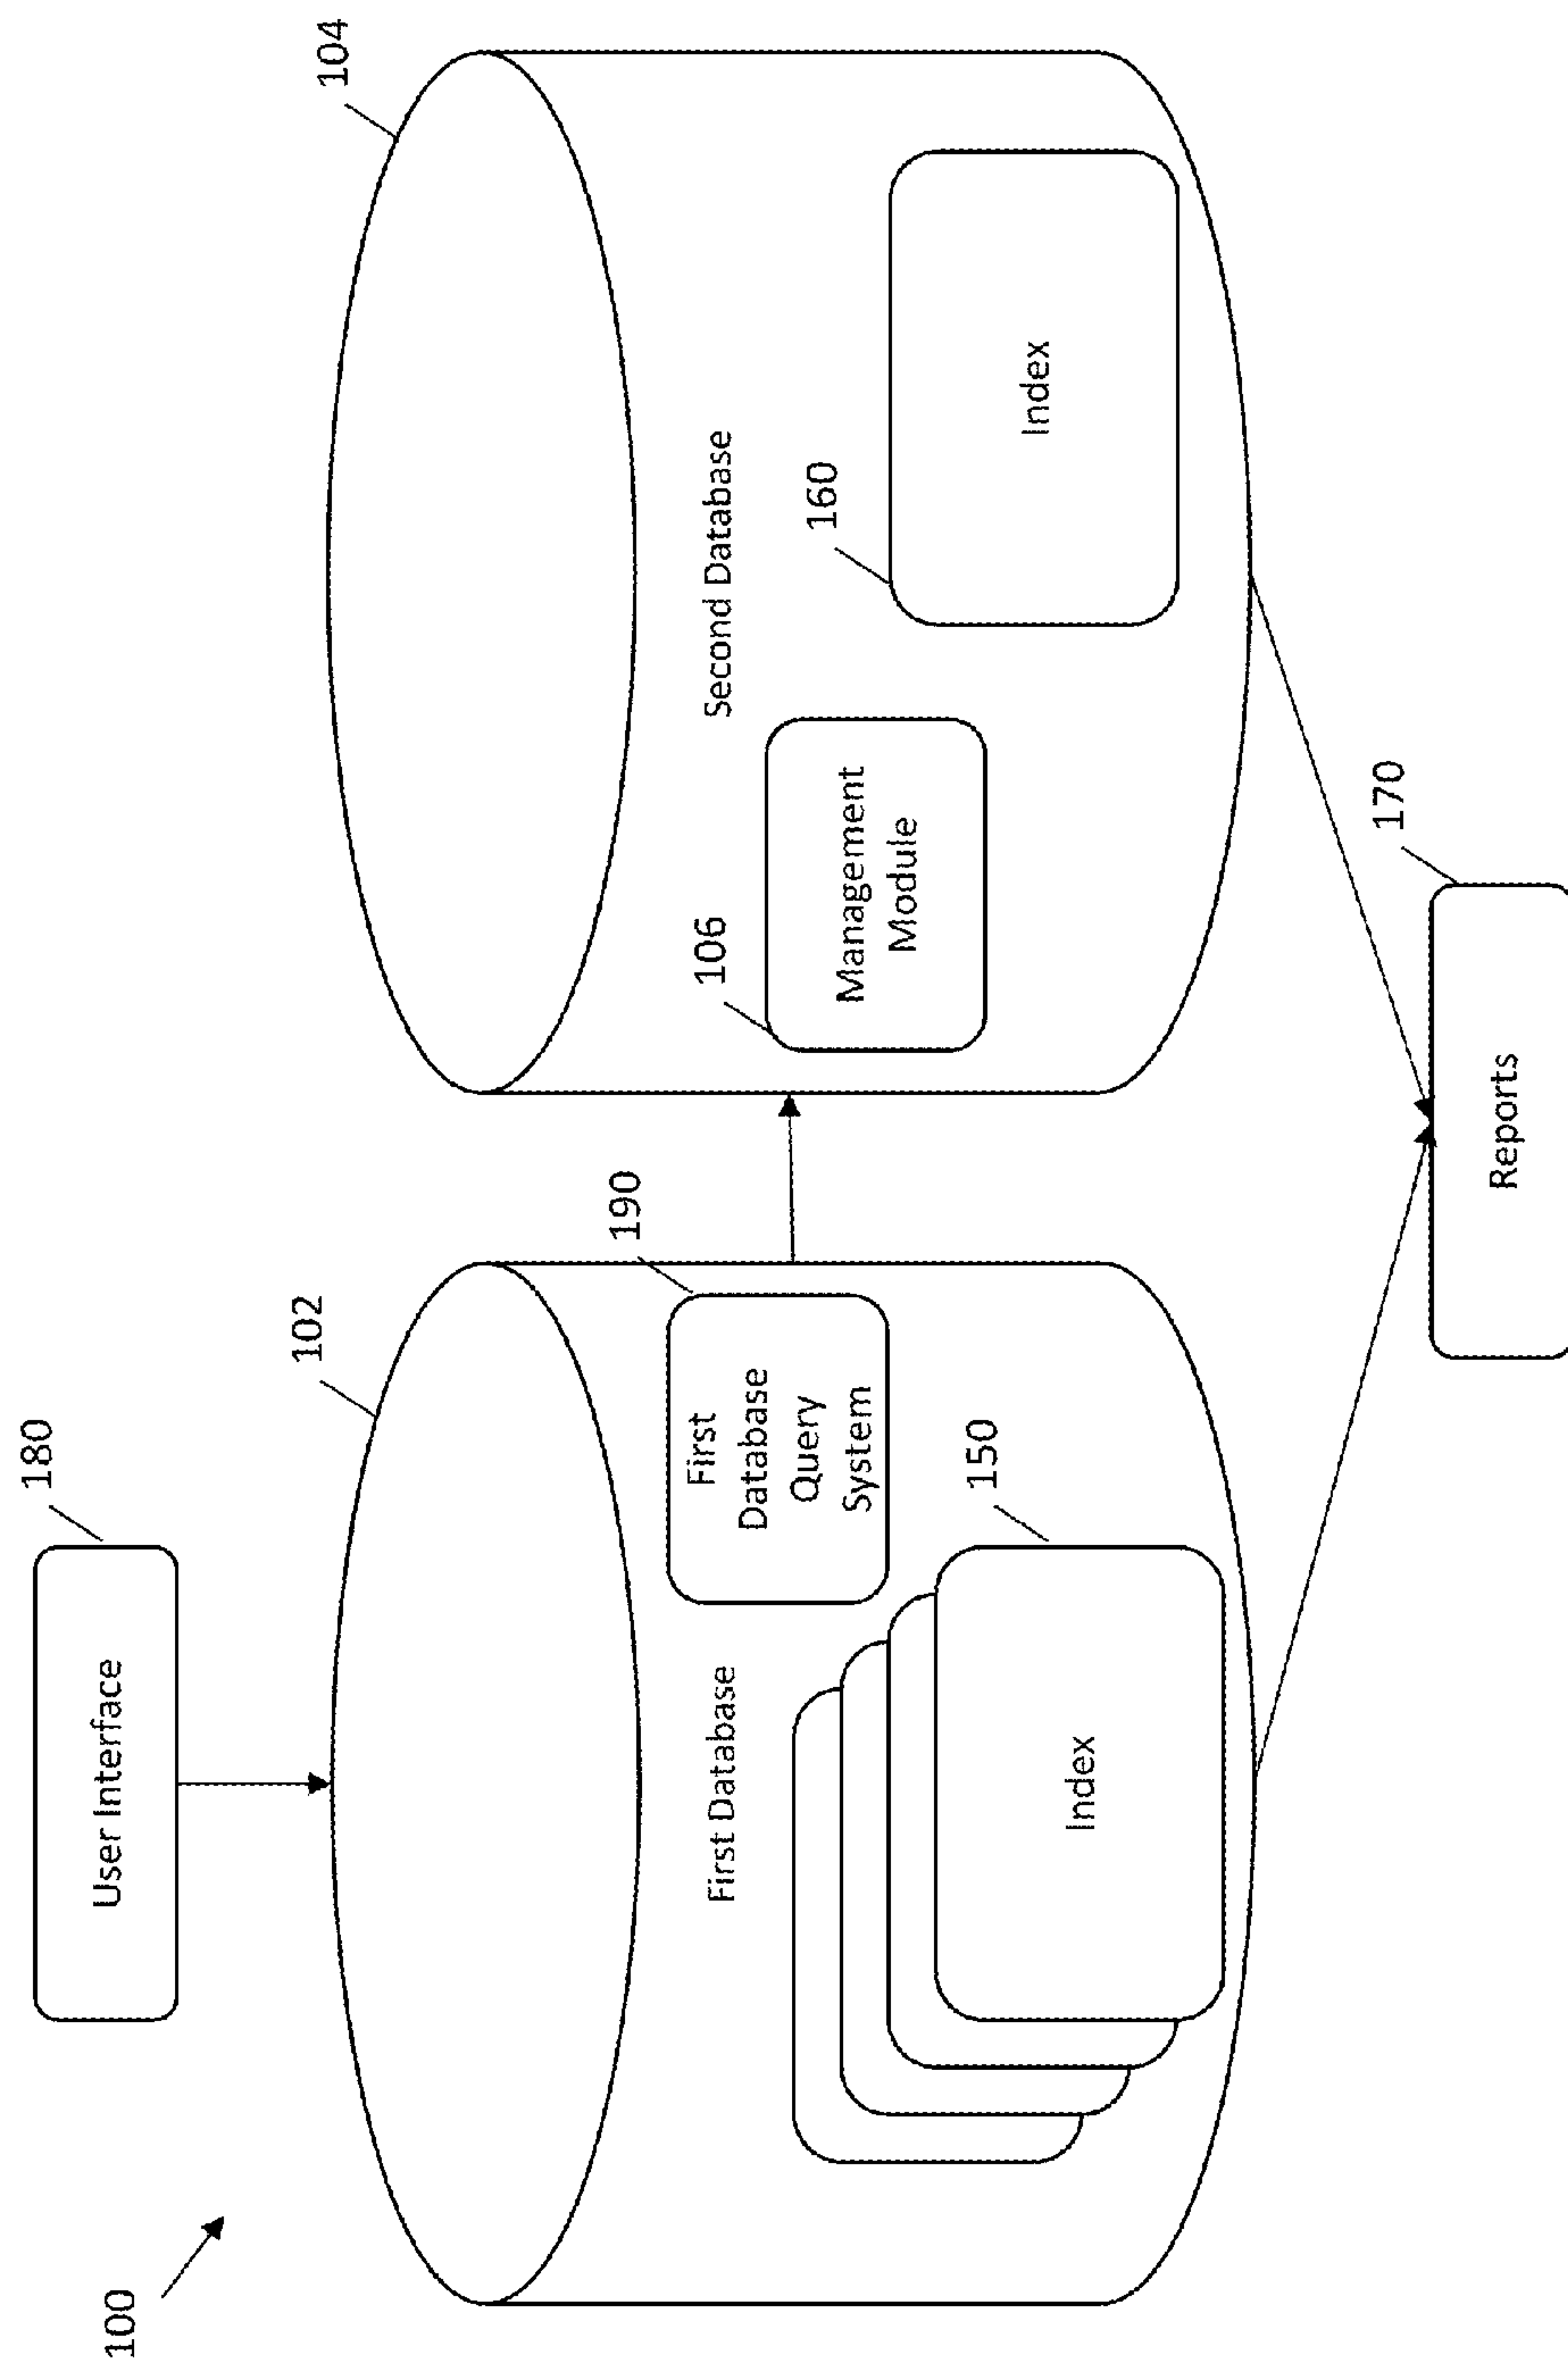 100
180
User Interface
102
104
First Database
190
First
Database
Query
System
150
Index
Second Database
106
Management
Module
160
Index
170
Reports